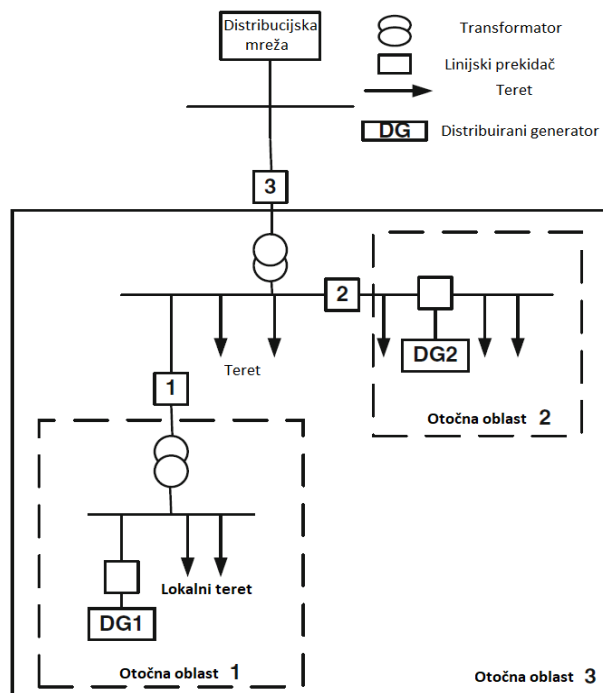 Distribucijska
mreža
Transformator
Linijski prekidač
Teret
DG
Distribuirani generator
3
2
DG2
Teret
1
Otočna oblast 2
Lokalni teret
DG1
Otočna oblast 1
Otočna oblast 3